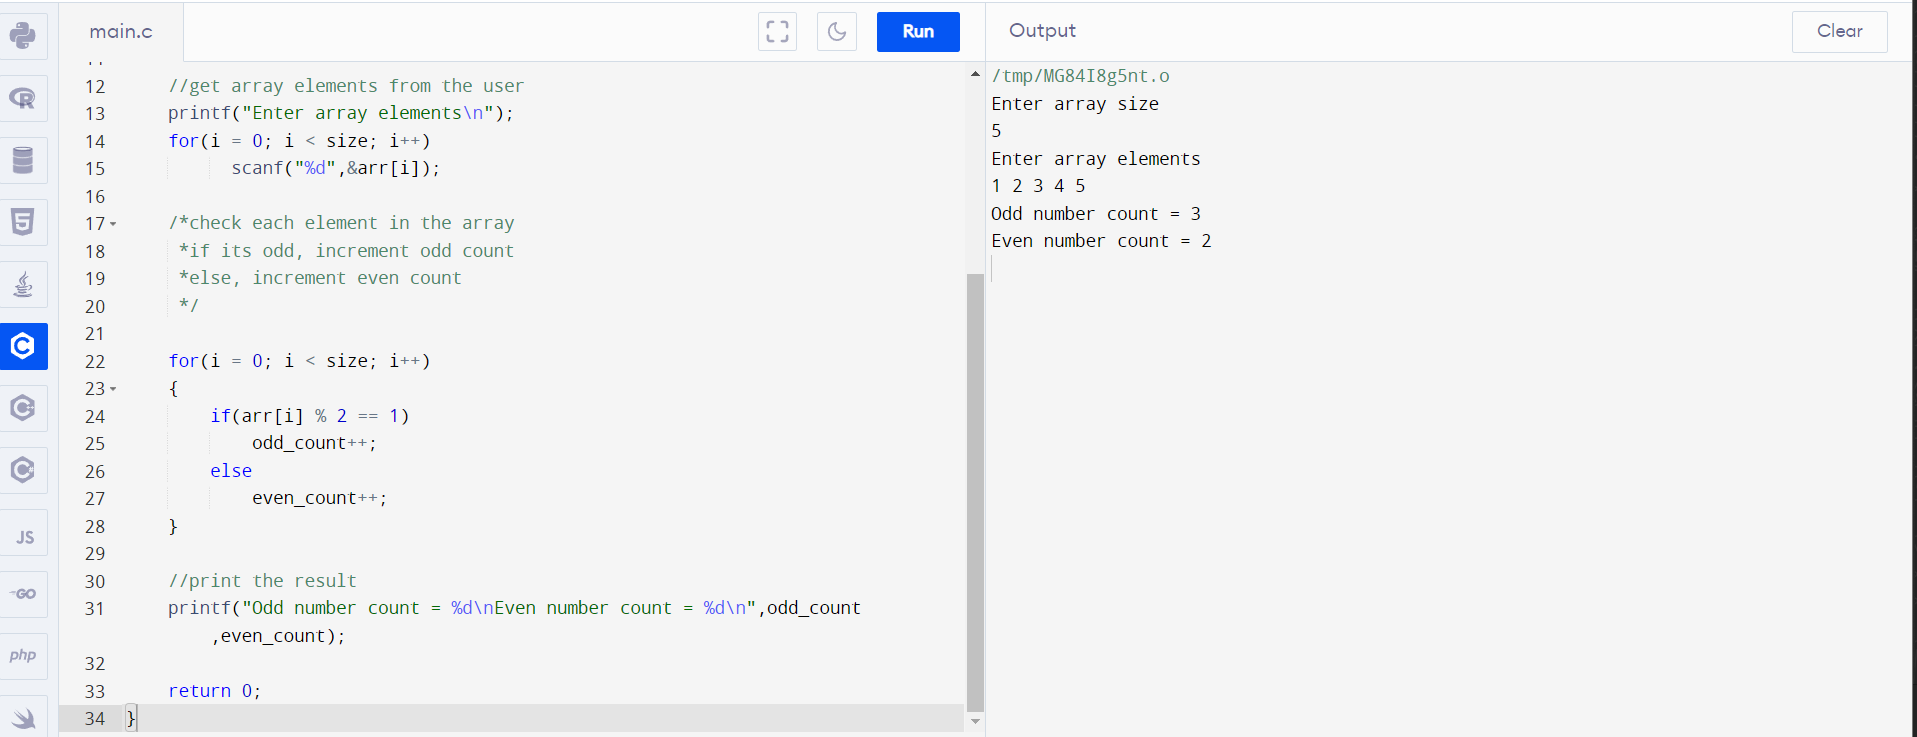 main.c
Run
Output
Clear
12 //get array elements from the user
13 printf("Enter array elements\n");
14 for(i = 0; i < size; i++)
15 scanf("%d",&arr[i]);
16
17 /*check each element in the array
18 *if its odd, increment odd count
19 *else, increment even count
20 */
21
22 for(i = 0; i < size; i++)
23 {
24 if(arr[i] % 2 == 1)
25 odd_count++;
26 else
27 even_count++;
28 }
29
30 //print the result
31 printf("Odd number count = %d\nEven number count = %d\n",odd_count
,even_count);
32
33 return 0;
34 }
/tmp/MG84I8g5nt.o
Enter array size
5
Enter array elements
1 2 3 4 5
Odd number count = 3
Even number count = 2
R
5
C
C
C
JS
GO
php